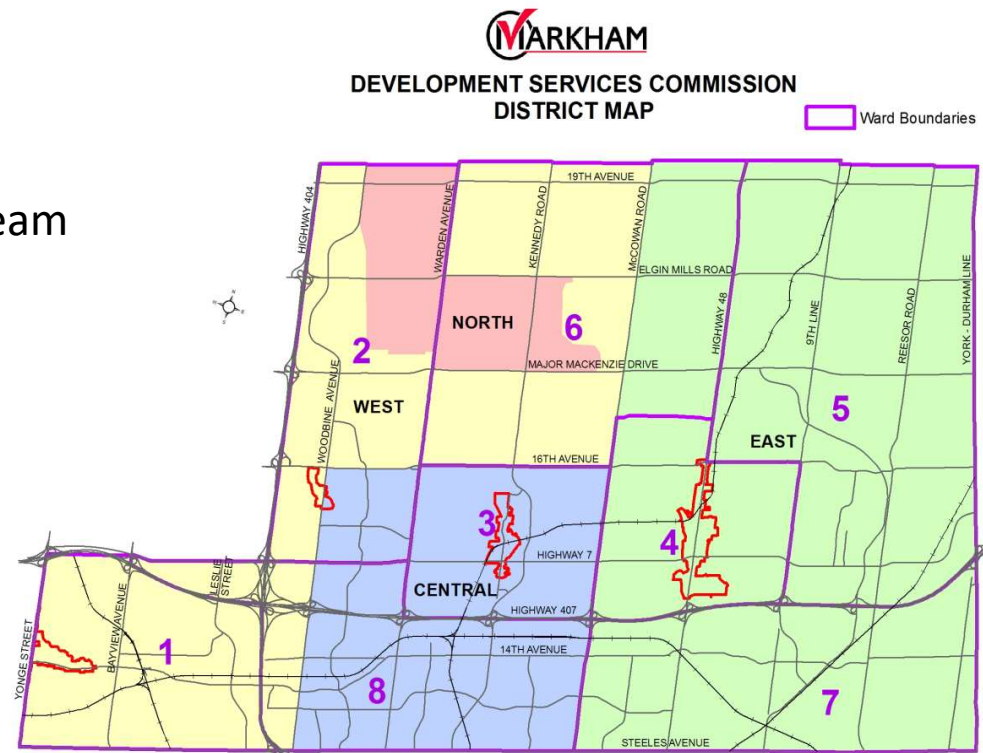 MARKHAM
DEVELOPMENT SERVICES COMMISSION
DISTRICT MAP
Ward Boundaries
eam
19TH AVENUE
HIGHWAY 404
WARDEN AVENUE
KENNEDY ROAD
McCOWAN ROAD
ELGIN MILLS ROAD
HIGHWAY 48
9TH LINE
REESOR ROAD
YORK - DURHAM LINE
NORTH
6
2
MAJOR MACKENZIE DRIVE
WOODBINE AVENUE
WEST
5
EAST
16TH AVENUE
3
4
HIGHWAY 7
LESLIE
STREET
CENTRAL
HIGHWAY 407
BAYVIEW AVENUE
YONGE STREET
1
14TH AVENUE
8
7
STEELES AVENUE